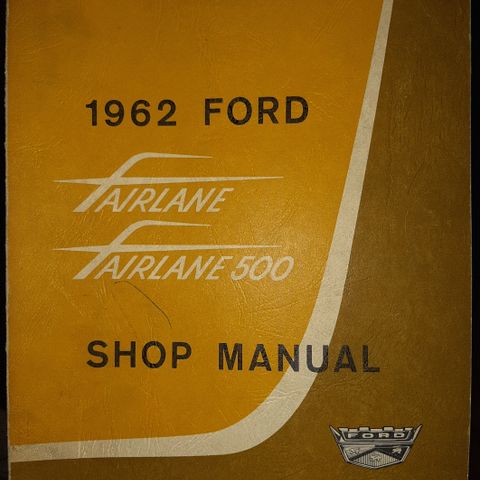 1962 FORD
FAIRLANE
FAIRLANE 500
SHOP MANUAL
FORD